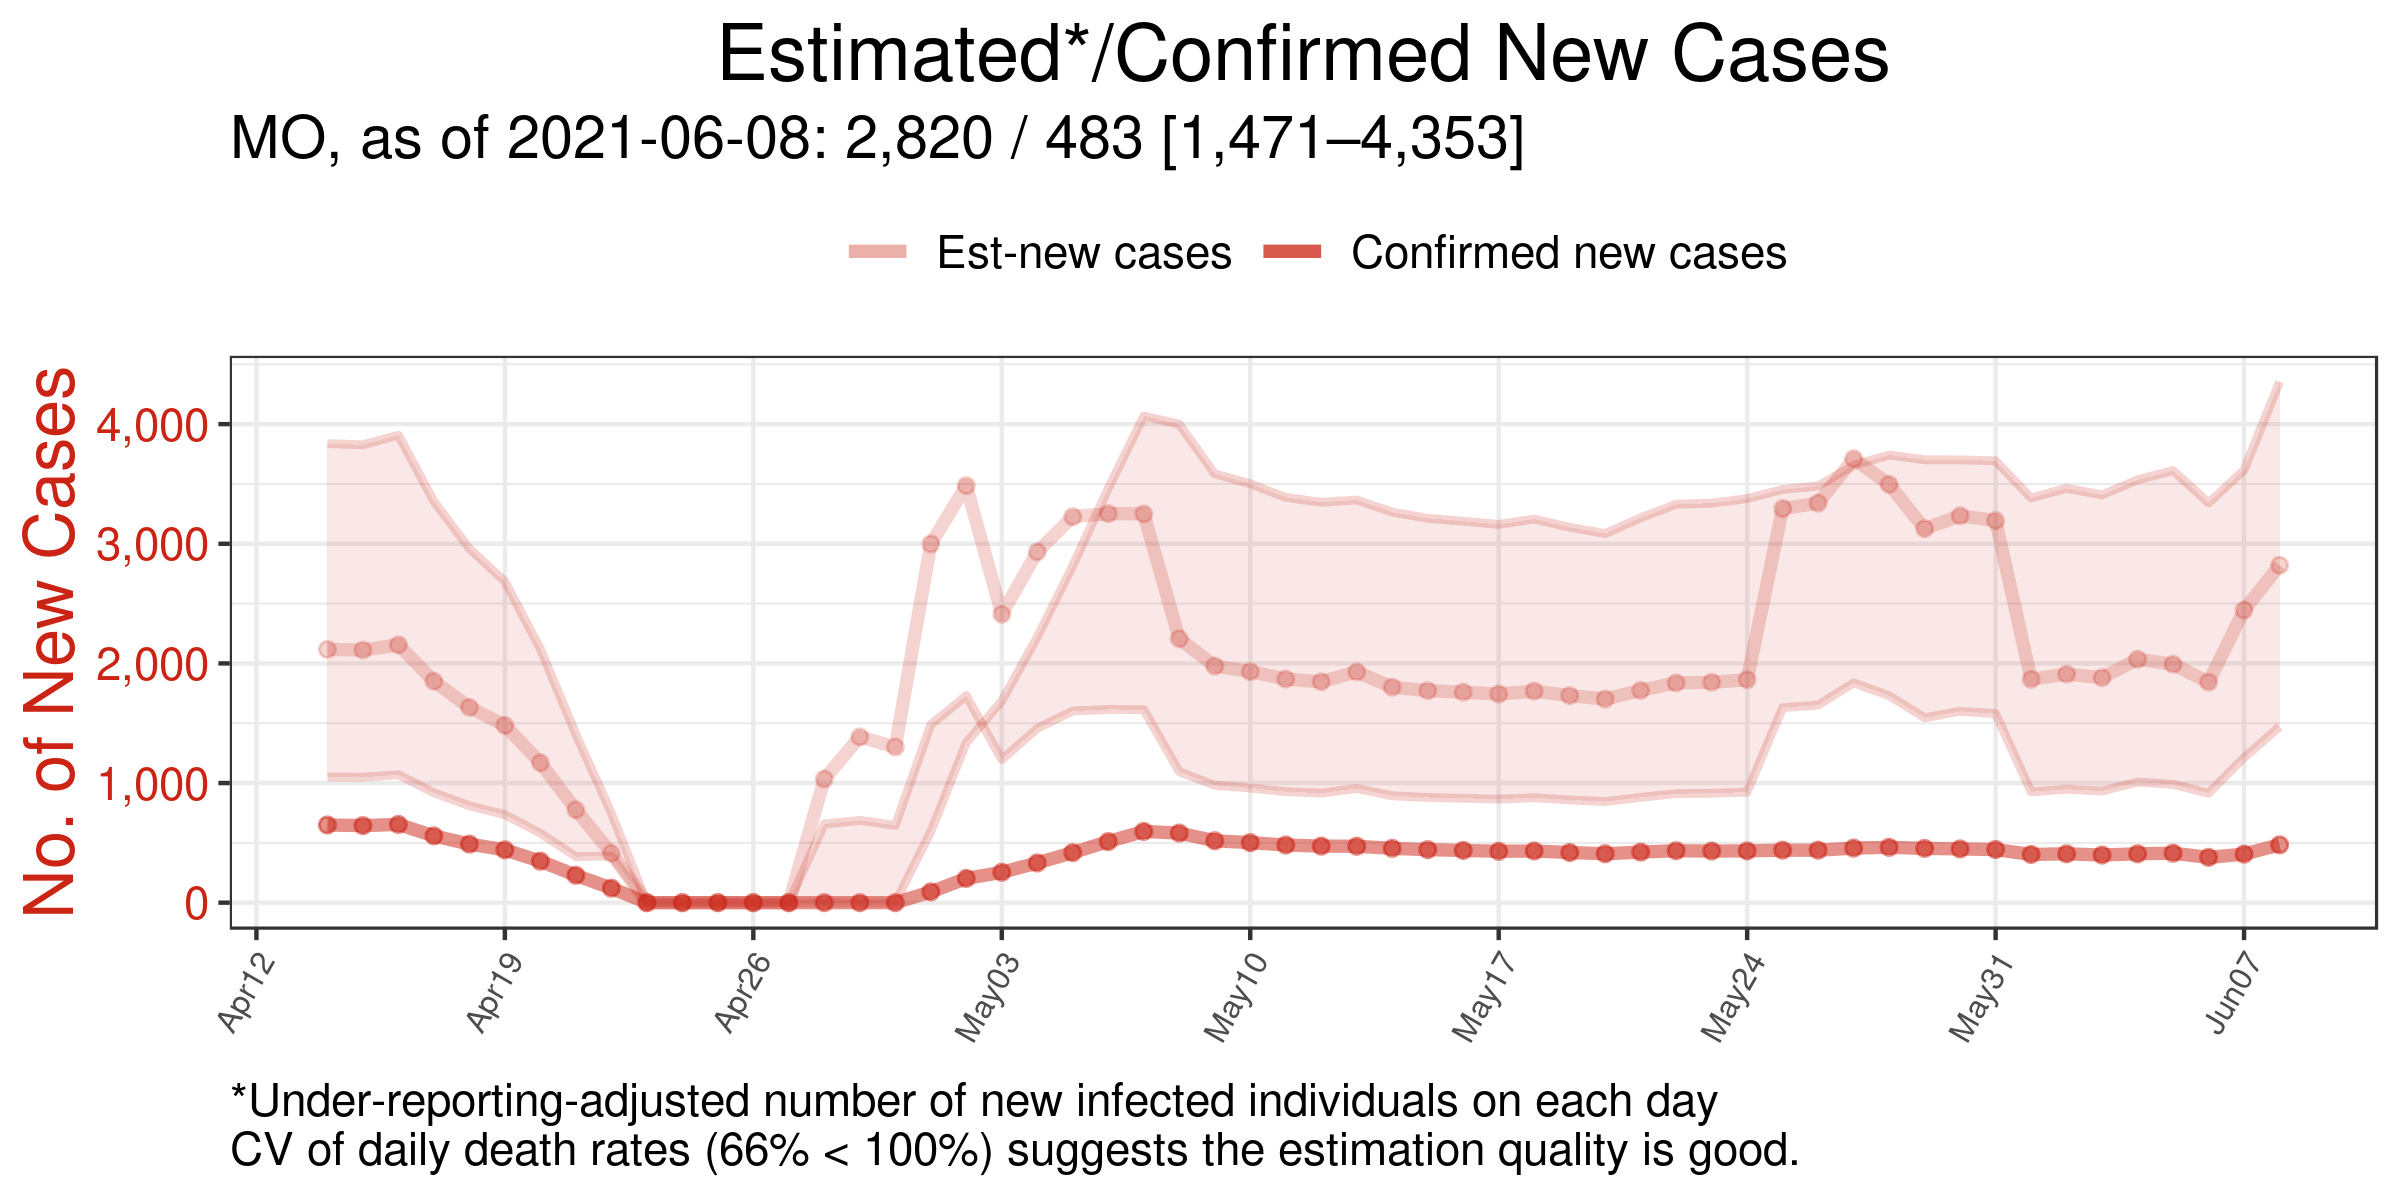 Estimated*/Confirmed New Cases
MO, as of 2021-06-08: 2,820 / 483 [1,471–4,353]
Est-new cases
Confirmed new cases
No. of New Cases
4,000
3,000
2,000
1,000
0
Apr12
Apr19
Apr26
May03
May10
May17
May24
May31
Jun07
*Under-reporting-adjusted number of new infected individuals on each day
CV of daily death rates (66% < 100%) suggests the estimation quality is good.